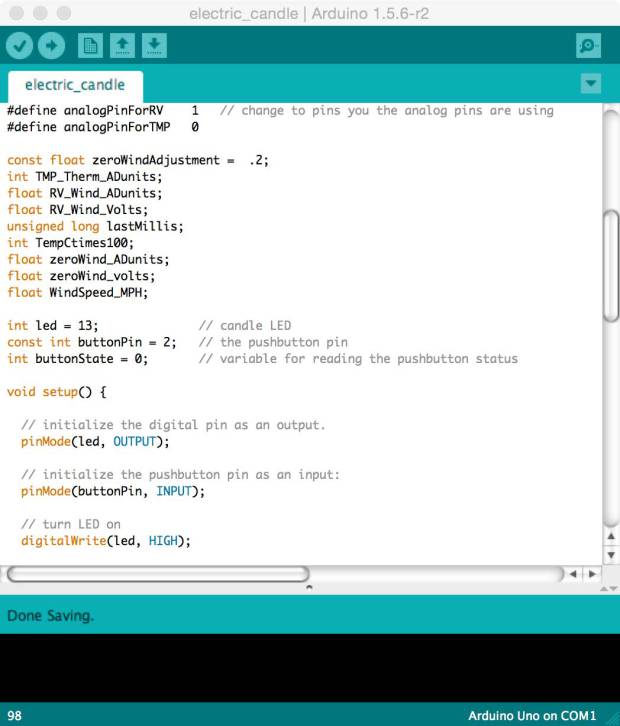 electric_candle | Arduino 1.5.6-r2
electric_candle
#define analogPinForRV    1   // change to pins you the analog pins are using
#define analogPinForTMP   0
const float zeroWindAdjustment =  .2;
int TMP_Therm_ADunits;
float RV_Wind_ADunits;
float RV_Wind_Volts;
unsigned long lastMillis;
int TempCtimes100;
float zeroWind_ADunits;
float zeroWind_volts;
float WindSpeed_MPH;
int led = 13;              // candle LED
const int buttonPin = 2;   // the pushbutton pin
int buttonState = 0;       // variable for reading the pushbutton status
void setup() {
  // initialize the digital pin as an output.
  pinMode(led, OUTPUT);
  // initialize the pushbutton pin as an input:
  pinMode(buttonPin, INPUT);
  // turn LED on
  digitalWrite(led, HIGH);
Done Saving.
98
Arduino Uno on COM1